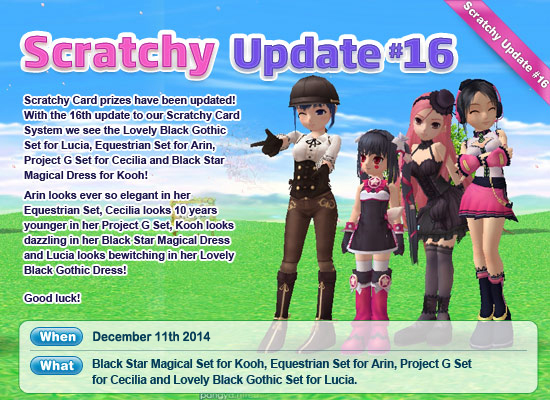 Scratchy Update #16
Scratchy Update #16
Scratchy Card prizes have been updated!
With the 16th update to our Scratchy Card
System we see the Lovely Black Gothic
Set for Lucia, Equestrian Set for Arin,
Project G Set for Cecilia and Black Star
Magical Dress for Kooh!
Arin looks ever so elegant in her
Equestrian Set, Cecilia looks 10 years
younger in her Project G Set, Kooh looks
dazzling in her Black Star Magical Dress
and Lucia looks bewitching in her Lovely
Black Gothic Dress!
Good luck!
When December 11th 2014
What Black Star Magical Set for Kooh, Equestrian Set for Arin, Project G Set
for Cecilia and Lovely Black Gothic Set for Lucia.